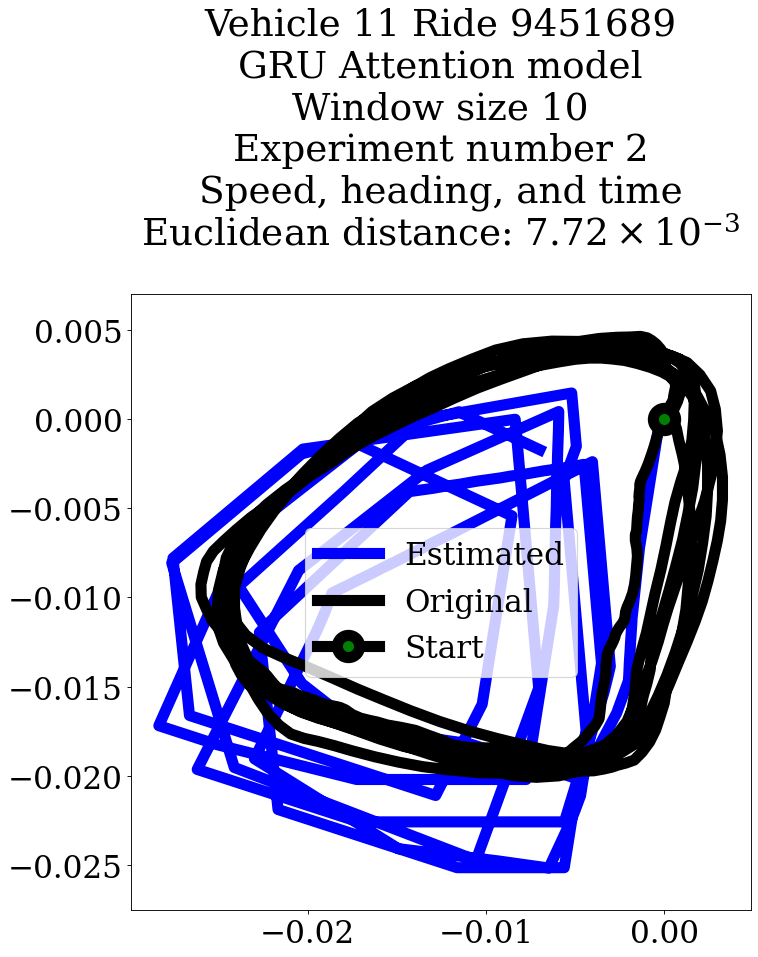 Vehicle 11 Ride 9451689
GRU Attention model
Window size 10
Experiment number 2
Speed, heading, and time
Euclidean distance: 7.72 × 10⁻³
0.005
0.000
−0.005
−0.010
−0.015
−0.020
−0.025
Estimated
Original
Start
−0.02
−0.01
0.00